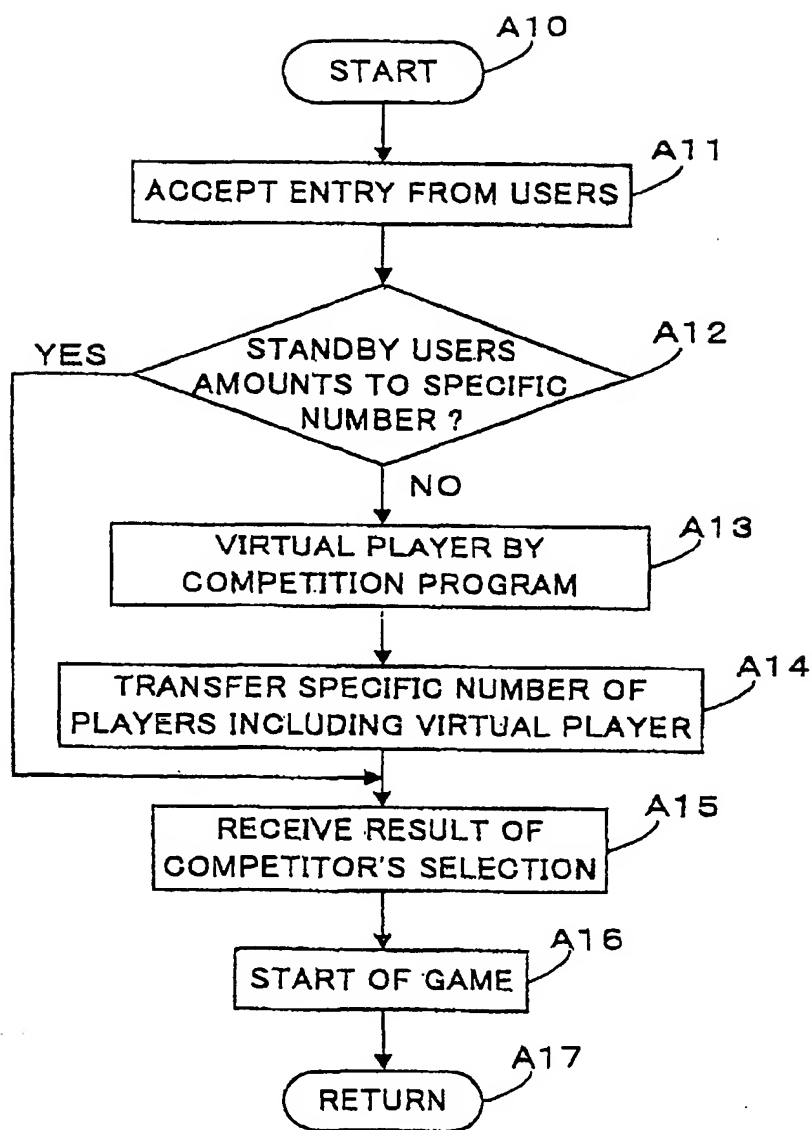 A10
START
A11
ACCEPT ENTRY FROM USERS
A12
YES
STANDBY USERS
AMOUNTS TO SPECIFIC
NUMBER ?
NO
A13
VIRTUAL PLAYER BY
COMPETITION PROGRAM
A14
TRANSFER SPECIFIC NUMBER OF
PLAYERS INCLUDING VIRTUAL PLAYER
A15
RECEIVE RESULT OF
COMPETITOR'S SELECTION
A16
START OF GAME
A17
RETURN